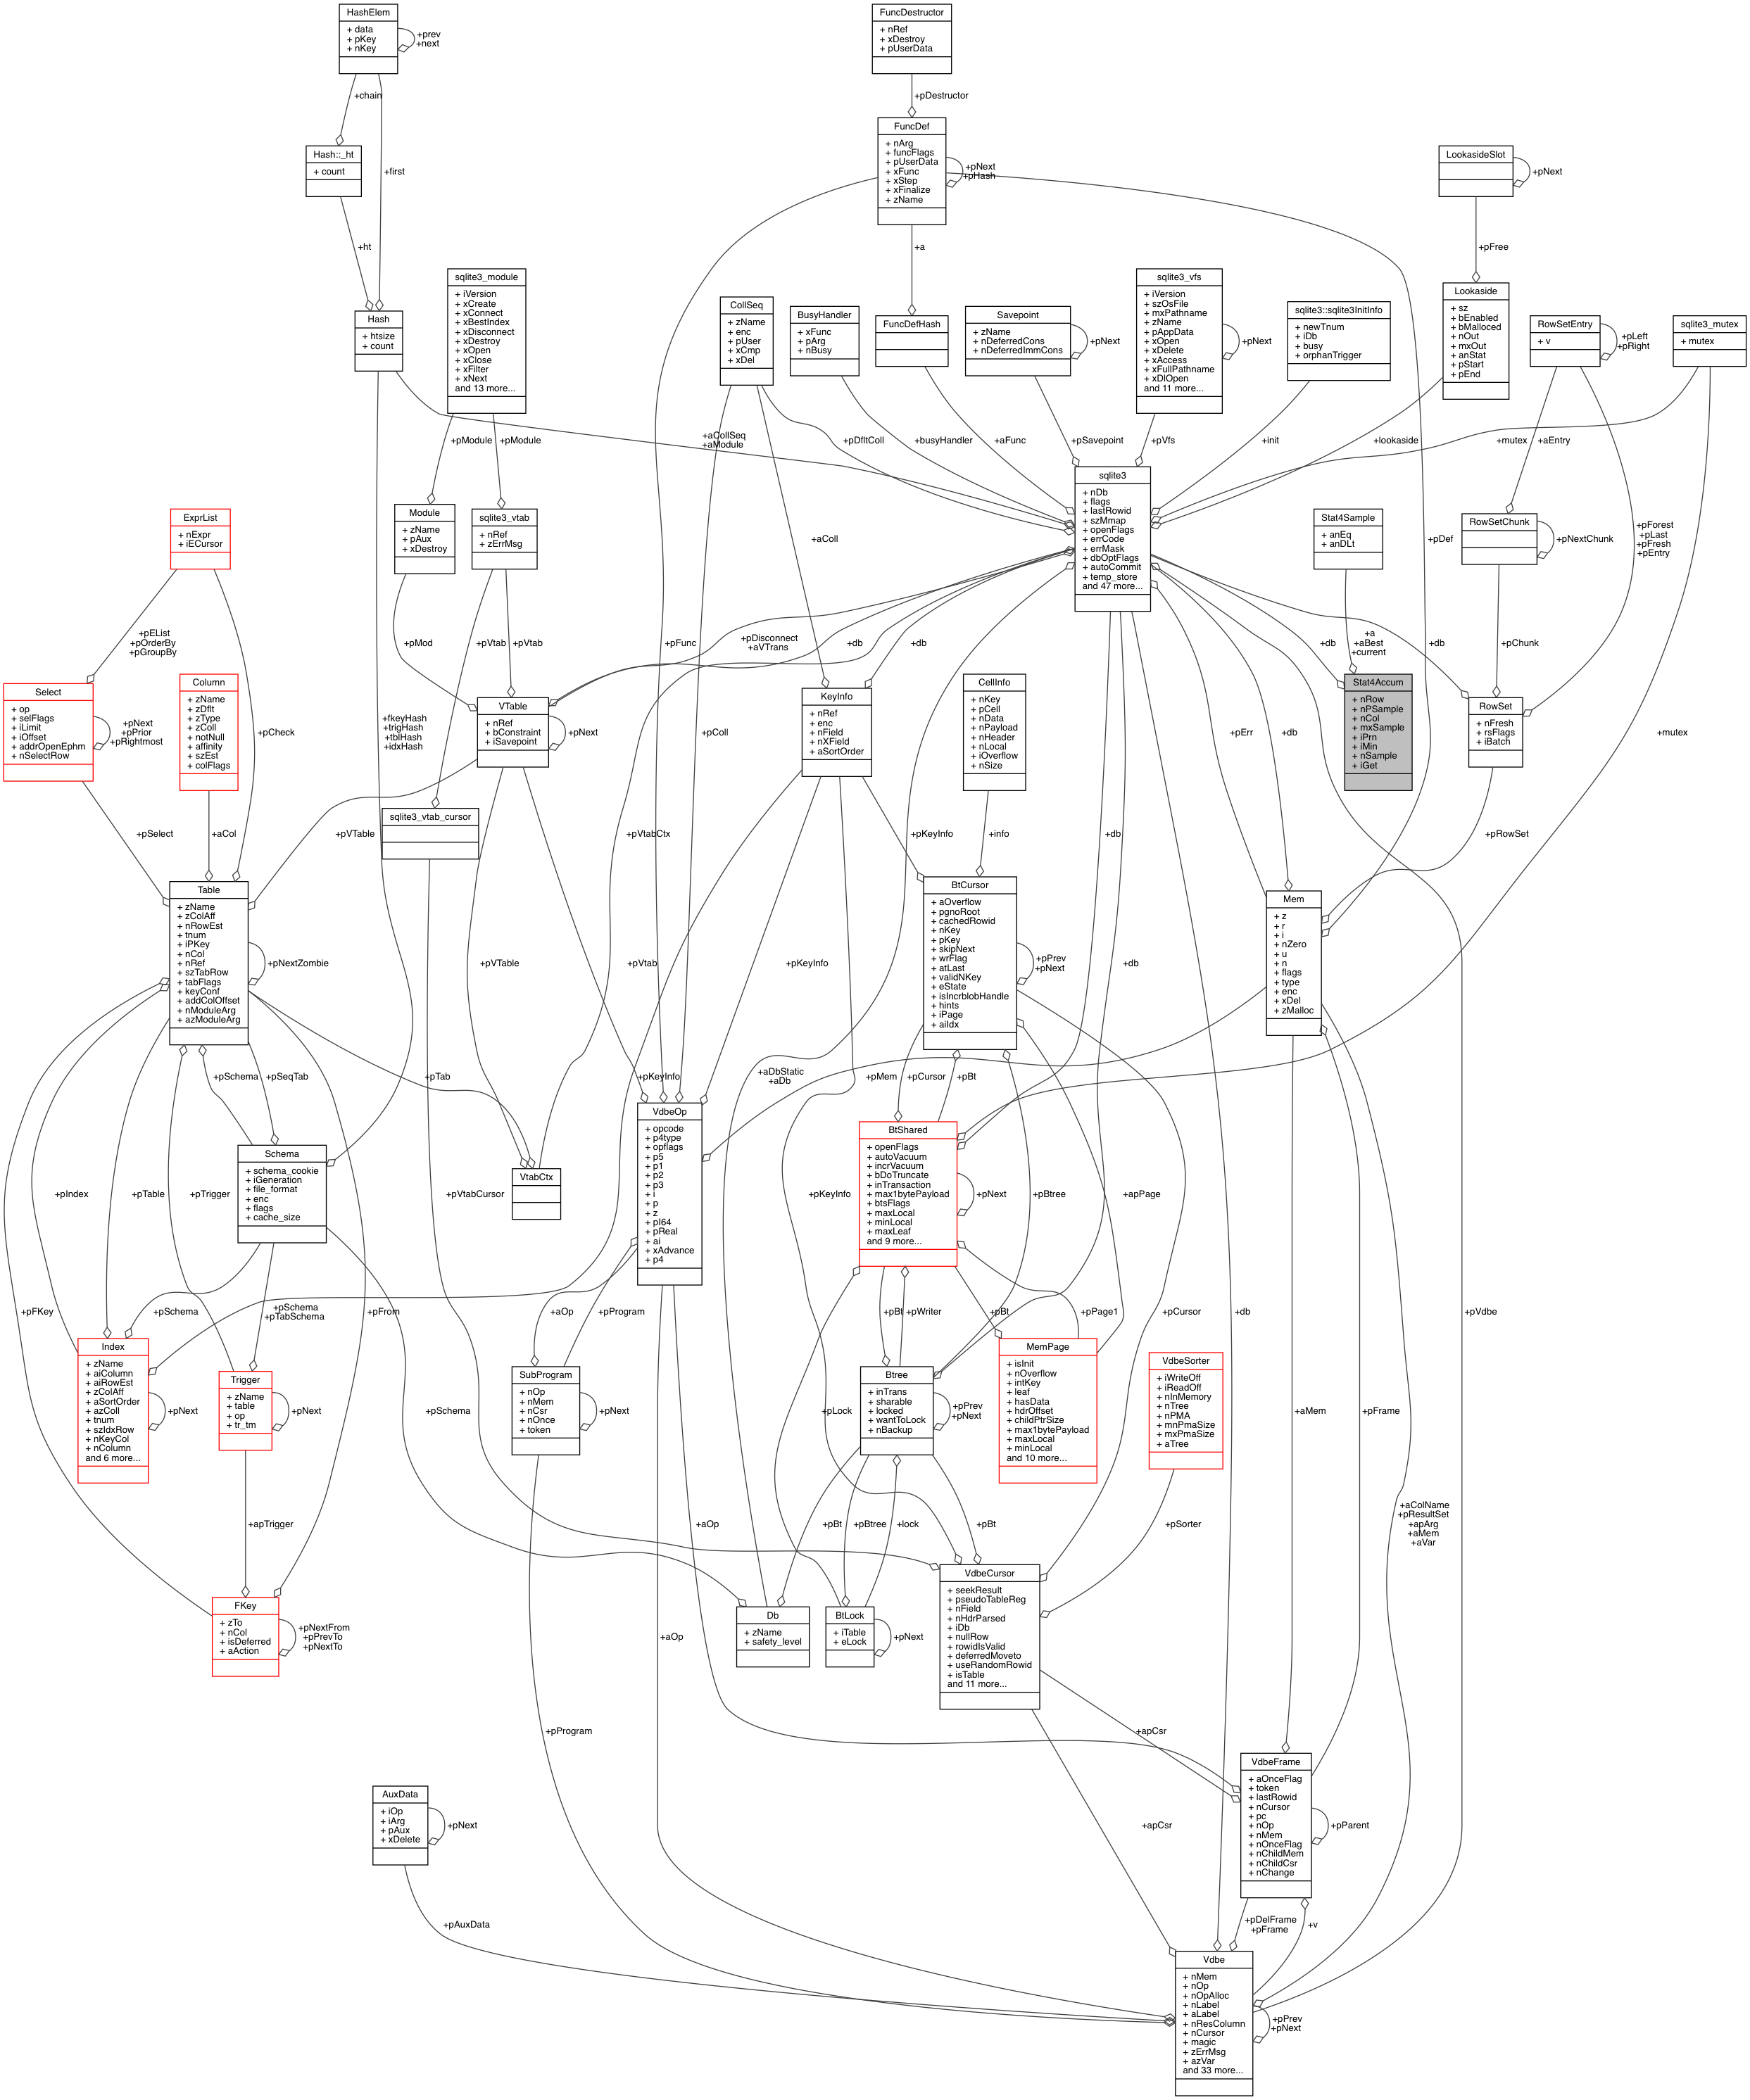 HashElem
+ data
+ pKey
+ nKey
+prev
+next
FuncDestructor
+ nRef
+ xDestroy
+ pUserData
+chain
+pDestructor
Hash::_ht
+ count
+first
FuncDef
+ nArg
+ funcFlags
+ pUserData
+ xFunc
+ xStep
+ xFinalize
+ zName
+pNext
+pHash
LookasideSlot
+pNext
+ht
+a
+pFree
sqlite3_module
+ iVersion
+ xCreate
+ xConnect
+ xBestIndex
+ xDisconnect
+ xDestroy
+ xOpen
+ xClose
+ xFilter
+ xNext
and 13 more...
Hash
+ htsize
+ count
CollSeq
+ zName
+ enc
+ pUser
+ xCmp
+ xDel
BusyHandler
+ xFunc
+ pArg
+ nBusy
FuncDefHash
Savepoint
+ zName
+ nDeferredCons
+ nDeferredImmCons
+pNext
sqlite3_vfs
+ iVersion
+ szOsFile
+ mxPathname
+ zName
+ pAppData
+ xOpen
+ xDelete
+ xAccess
+ xFullPathname
+ xDlOpen
and 11 more...
+pNext
sqlite3::sqlite3InitInfo
+ newTnum
+ iDb
+ busy
+ orphanTrigger
Lookaside
+ sz
+ bEnabled
+ bMalloced
+ nOut
+ mxOut
+ anStat
+ pStart
+ pEnd
RowSetEntry
+ v
+pLeft
+pRight
sqlite3_mutex
+ mutex
+pModule
+pModule
+aCollSeq
+aModule
+pDfltColl
+busyHandler
+aFunc
+pSavepoint
+pVfs
+init
+lookaside
+mutex
+aEntry
sqlite3
+ nDb
+ flags
+ lastRowid
+ szMmap
+ openFlags
+ errCode
+ errMask
+ dbOptFlags
+ autoCommit
+ temp_store
and 47 more...
Module
+ zName
+ pAux
+ xDestroy
sqlite3_vtab
+ nRef
+ zErrMsg
ExprList
+ nExpr
+ iECursor
Stat4Sample
+ anEq
+ anDLt
RowSetChunk
+pNextChunk
+aColl
+pDef
+pForest
+pLast
+pFresh
+pEntry
+pEList
+pOrderBy
+pGroupBy
+pMod
+pVtab
+pVtab
+pDisconnect
+aVTrans
+db
+pFunc
+db
+db
+a
+aBest
+current
+db
+pChunk
Select
+ op
+ selFlags
+ iLimit
+ iOffset
+ addrOpenEphm
+ nSelectRow
+pNext
+pPrior
+pRightmost
Column
+ zName
+ zDflt
+ zType
+ zColl
+ notNull
+ affinity
+ szEst
+ colFlags
+pCheck
+fkeyHash
+trigHash
+tblHash
+idxHash
VTable
+ nRef
+ bConstraint
+ iSavepoint
+pNext
+pColl
KeyInfo
+ nRef
+ enc
+ nField
+ nXField
+ aSortOrder
CellInfo
+ nKey
+ pCell
+ nData
+ nPayload
+ nHeader
+ nLocal
+ iOverflow
+ nSize
+pErr
+db
Stat4Accum
+ nRow
+ nPSample
+ nCol
+ mxSample
+ iPrn
+ iMin
+ nSample
+ iGet
RowSet
+ nFresh
+ rsFlags
+ iBatch
+mutex
sqlite3_vtab_cursor
+pSelect
+aCol
+pVTable
+pVtabCtx
+pKeyInfo
+info
+db
+pRowSet
Table
+ zName
+ zColAff
+ nRowEst
+ tnum
+ iPKey
+ nCol
+ nRef
+ szTabRow
+ tabFlags
+ keyConf
+ addColOffset
+ nModuleArg
+ azModuleArg
+pNextZombie
+pVTable
+pVtab
+pKeyInfo
BtCursor
+ aOverflow
+ pgnoRoot
+ cachedRowid
+ nKey
+ pKey
+ skipNext
+ wrFlag
+ atLast
+ validNKey
+ eState
+ isIncrblobHandle
+ hints
+ iPage
+ aiIdx
+pPrev
+pNext
+db
Mem
+ z
+ r
+ i
+ nZero
+ u
+ n
+ flags
+ type
+ enc
+ xDel
+ zMalloc
+pSchema
+pSeqTab
+pTab
+pKeyInfo
+aDbStatic
+aDb
+pMem
+pCursor
+pBt
VdbeOp
+ opcode
+ p4type
+ opflags
+ p5
+ p1
+ p2
+ p3
+ i
+ p
+ z
+ pI64
+ pReal
+ ai
+ xAdvance
+ p4
BtShared
+ openFlags
+ autoVacuum
+ incrVacuum
+ bDoTruncate
+ inTransaction
+ max1bytePayload
+ btsFlags
+ maxLocal
+ minLocal
+ maxLeaf
and 9 more...
+pNext
Schema
+ schema_cookie
+ iGeneration
+ file_format
+ enc
+ flags
+ cache_size
VtabCtx
+pIndex
+pTable
+pTrigger
+pVtabCursor
+pKeyInfo
+pBtree
+apPage
+pFKey
+pSchema
+pSchema
+pTabSchema
+pFrom
+aOp
+pProgram
+pBt
+pWriter
+pBt
+pPage1
+pCursor
+db
+pVdbe
Index
+ zName
+ aiColumn
+ aiRowEst
+ zColAff
+ aSortOrder
+ azColl
+ tnum
+ szIdxRow
+ nKeyCol
+ nColumn
and 6 more...
+pNext
Trigger
+ zName
+ table
+ op
+ tr_tm
+pNext
SubProgram
+ nOp
+ nMem
+ nCsr
+ nOnce
+ token
+pNext
Btree
+ inTrans
+ sharable
+ locked
+ wantToLock
+ nBackup
+pPrev
+pNext
MemPage
+ isInit
+ nOverflow
+ intKey
+ leaf
+ hasData
+ hdrOffset
+ childPtrSize
+ max1bytePayload
+ maxLocal
+ minLocal
and 10 more...
VdbeSorter
+ iWriteOff
+ iReadOff
+ nInMemory
+ nTree
+ nPMA
+ mnPmaSize
+ mxPmaSize
+ aTree
+pSchema
+pLock
+aMem
+pFrame
+apTrigger
+aOp
+pBt
+pBtree
+lock
+pBt
+pSorter
+aColName
+pResultSet
+apArg
+aMem
+aVar
FKey
+ zTo
+ nCol
+ isDeferred
+ aAction
+pNextFrom
+pPrevTo
+pNextTo
+aOp
Db
+ zName
+ safety_level
BtLock
+ iTable
+ eLock
+pNext
VdbeCursor
+ seekResult
+ pseudoTableReg
+ nField
+ nHdrParsed
+ iDb
+ nullRow
+ rowidIsValid
+ deferredMoveto
+ useRandomRowid
+ isTable
and 11 more...
+pProgram
+apCsr
VdbeFrame
+ aOnceFlag
+ token
+ lastRowid
+ nCursor
+ pc
+ nOp
+ nMem
+ nOnceFlag
+ nChildMem
+ nChildCsr
+ nChange
+pParent
AuxData
+ iOp
+ iArg
+ pAux
+ xDelete
+pNext
+apCsr
+pAuxData
+pDelFrame
+pFrame
+v
Vdbe
+ nMem
+ nOp
+ nOpAlloc
+ nLabel
+ aLabel
+ nResColumn
+ nCursor
+ magic
+ zErrMsg
+ azVar
and 33 more...
+pPrev
+pNext